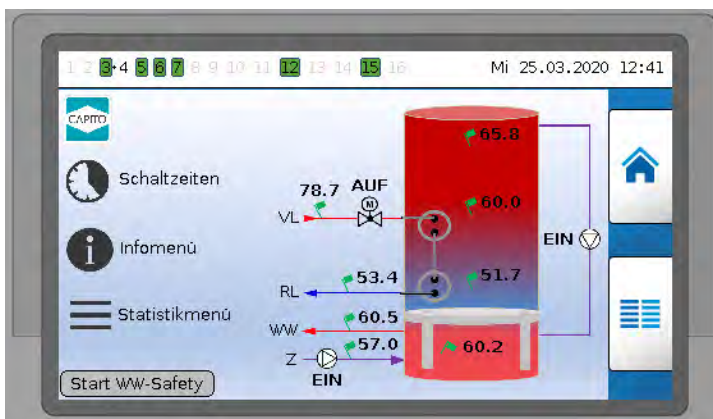 1 2 3+4 5 6 7 8 9 10 11 12 13 14 15 16 Mi 25.03.2020 12:41
CAPITO
65.8
Schaltzeiten
78.7 AUF
M
60.0
VL
Infomenü
EIN
53.4
51.7
RL
Statistikmenü
60.5
WW
57.0
60.2
Z
EIN
Start WW-Safety